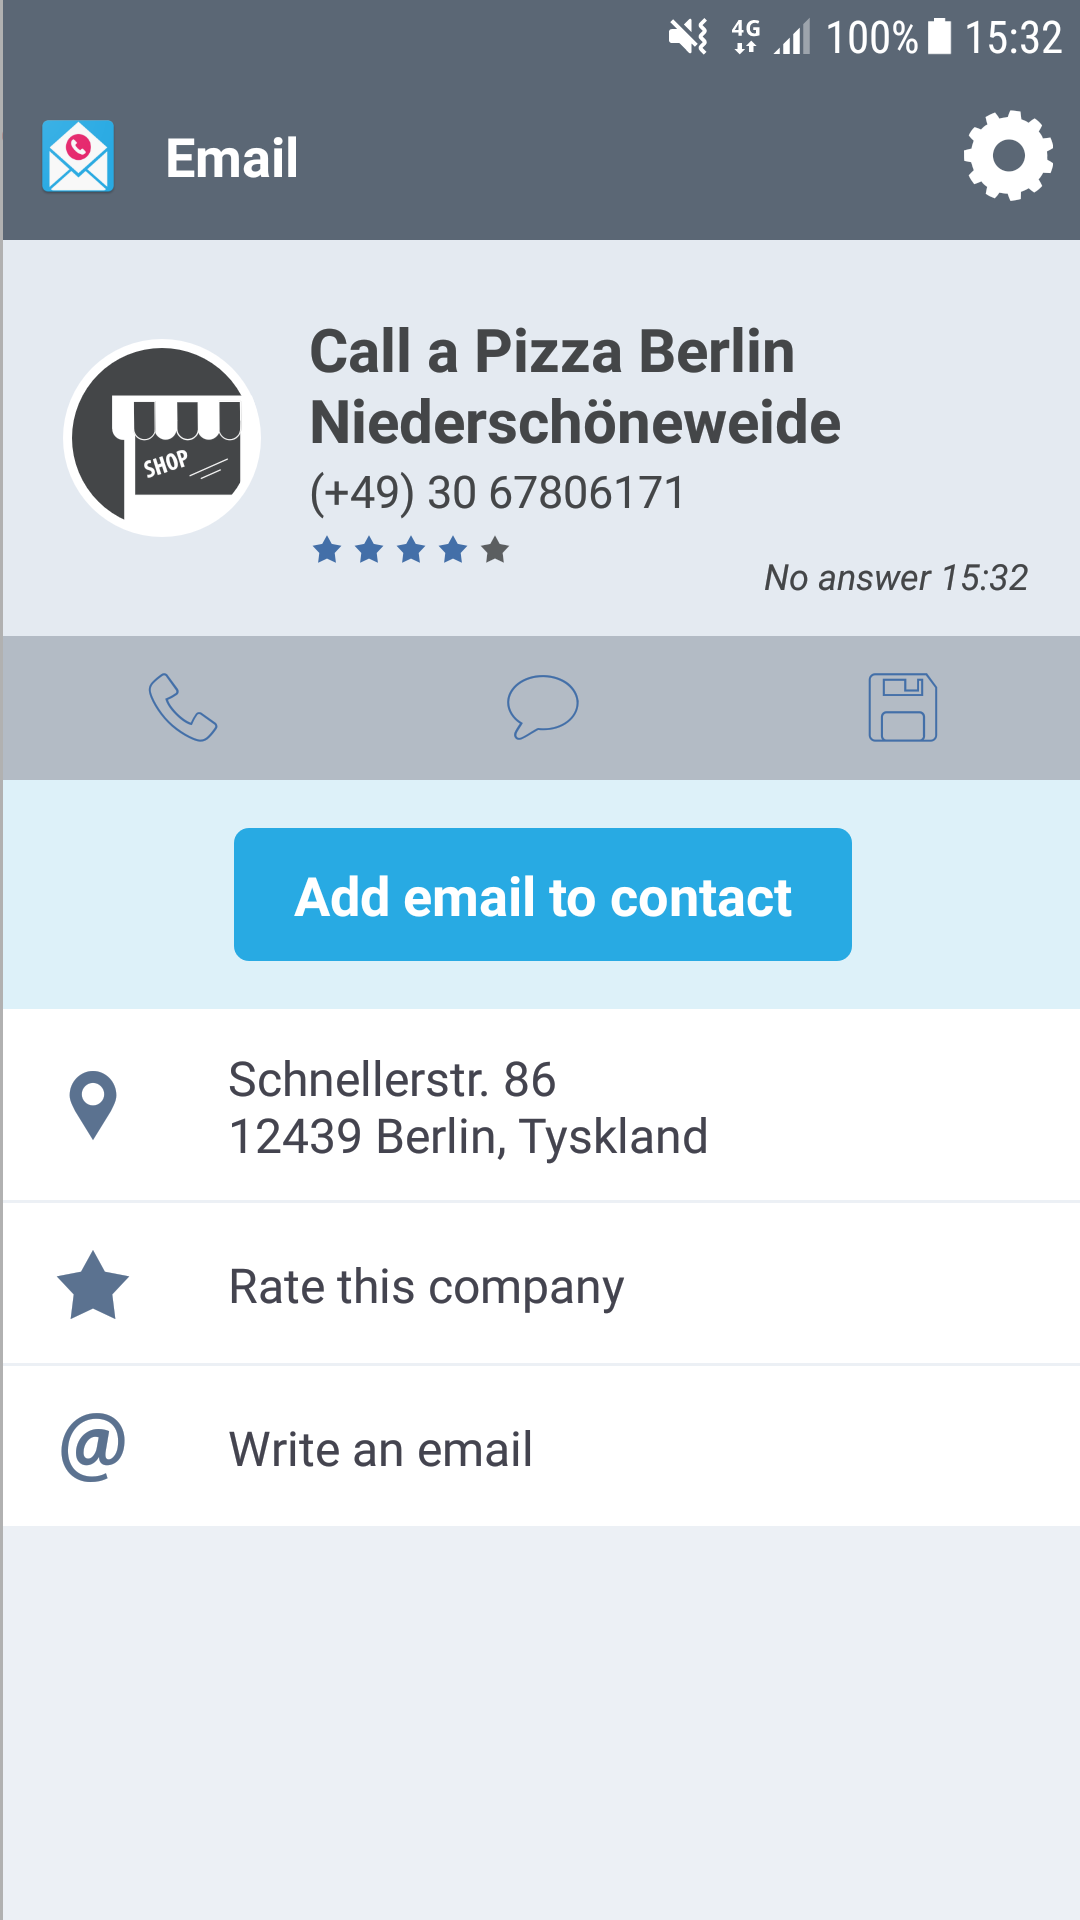 4G 100% 15:32
Email
Call a Pizza Berlin
Niederschöneweide
(+49) 30 67806171
No answer 15:32
SHOP
Add email to contact
Schnellerstr. 86
12439 Berlin, Tyskland
Rate this company
@ Write an email